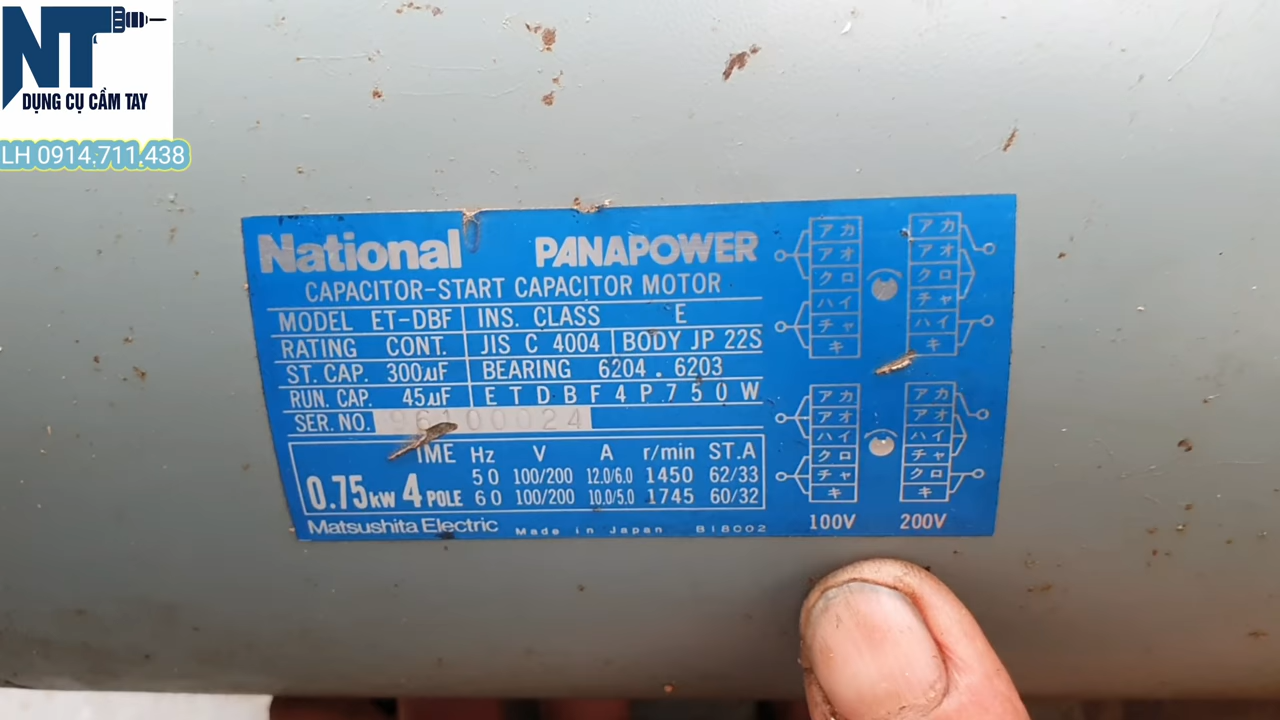 NT
DỤNG CỤ CẦM TAY
LH 0914.711.438
National PANAPOWER
CAPACITOR-START CAPACITOR MOTOR
MODEL ET-DBF INS. CLASS E
RATING CONT. JIS C 4004 BODY JP 22S
ST. CAP. 300μF BEARING 6204 . 6203
RUN. CAP. 45μF E T D B F 4 P 7 5 0 W
SER. NO.
0.75kW 4 POLE
Hz V A r/min ST.A
50 100/200 12.0/6.0 1450 62/33
60 100/200 10.0/5.0 1745 60/32
Matsushita Electric Made in Japan BI8C02
アカ
アオ
クロ
ハイ
チャ
キ
アカ
アオ
クロ
チャ
ハイ
キ
アカ
アオ
ハイ
クロ
チャ
キ
アカ
アオ
ハイ
チャ
クロ
キ
100V 200V